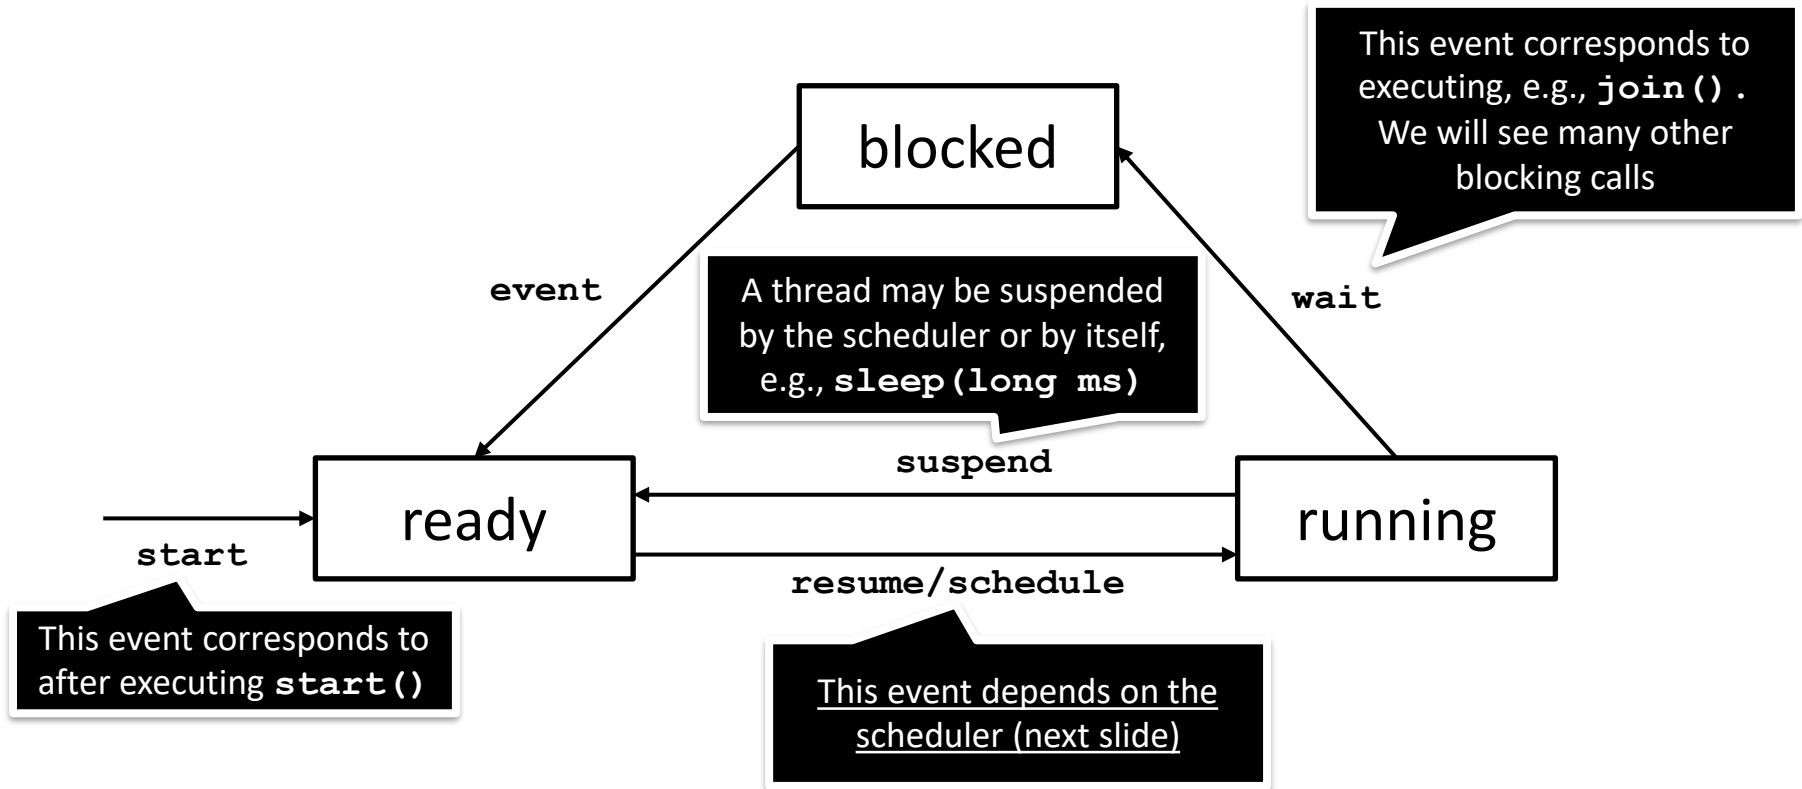 This event corresponds to
executing, e.g., join().
We will see many other
blocking calls
blocked
event
A thread may be suspended
by the scheduler or by itself,
e.g., sleep(long ms)
wait
suspend
ready
running
start
resume/schedule
This event corresponds to
after executing start()
This event depends on the
scheduler (next slide)